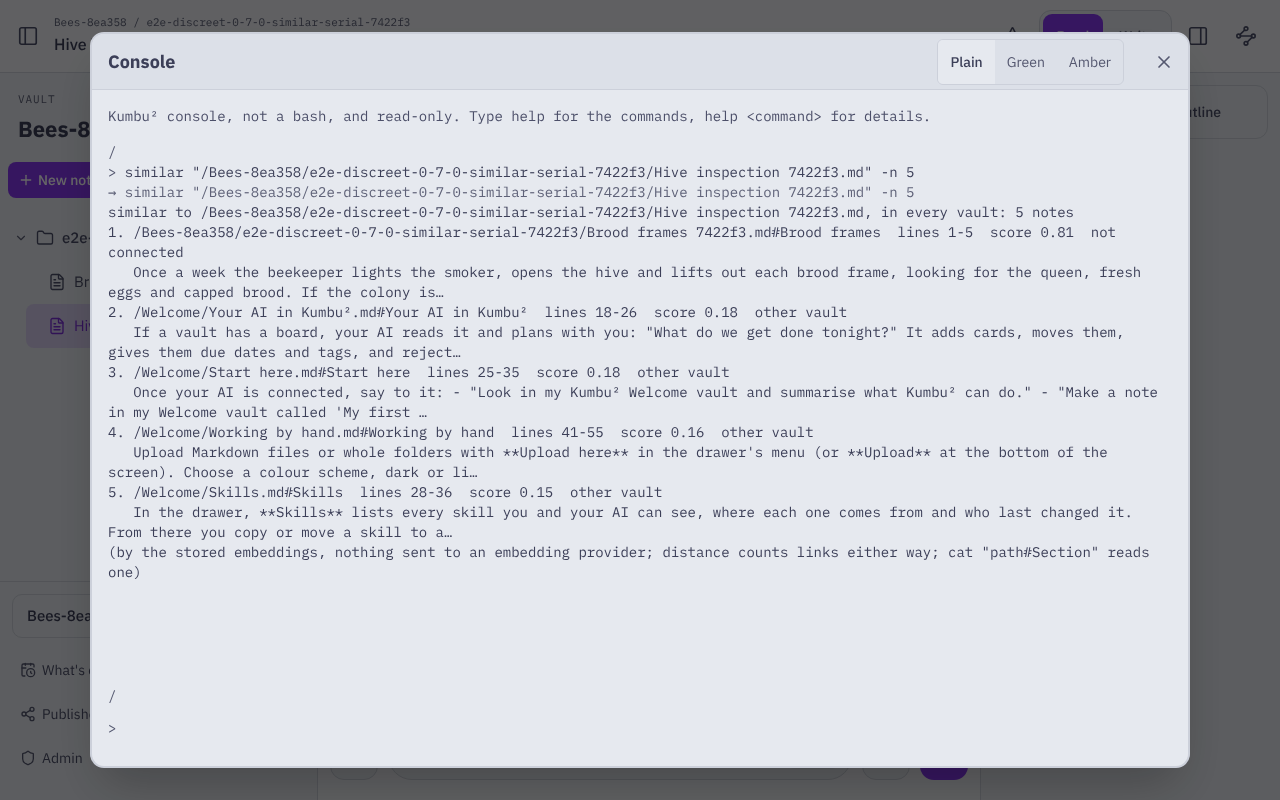 Bees-8ea358 / e2e-discreet-0-7-0-similar-serial-7422f3
Hive
Console
Plain Green Amber
VAULT
Bees-8
New not
e2e-
Br
Hi
tline
Kumbu² console, not a bash, and read-only. Type help for the commands, help <command> for details.
/
> similar "/Bees-8ea358/e2e-discreet-0-7-0-similar-serial-7422f3/Hive inspection 7422f3.md" -n 5
→ similar "/Bees-8ea358/e2e-discreet-0-7-0-similar-serial-7422f3/Hive inspection 7422f3.md" -n 5
similar to /Bees-8ea358/e2e-discreet-0-7-0-similar-serial-7422f3/Hive inspection 7422f3.md, in every vault: 5 notes
1. /Bees-8ea358/e2e-discreet-0-7-0-similar-serial-7422f3/Brood frames 7422f3.md#Brood frames  lines 1-5  score 0.81  not
connected
Once a week the beekeeper lights the smoker, opens the hive and lifts out each brood frame, looking for the queen, fresh
eggs and capped brood. If the colony is…
2. /Welcome/Your AI in Kumbu².md#Your AI in Kumbu²  lines 18-26  score 0.18  other vault
If a vault has a board, your AI reads it and plans with you: "What do we get done tonight?" It adds cards, moves them,
gives them due dates and tags, and reject…
3. /Welcome/Start here.md#Start here  lines 25-35  score 0.18  other vault
Once your AI is connected, say to it: - "Look in my Kumbu² Welcome vault and summarise what Kumbu² can do." - "Make a note
in my Welcome vault called 'My first …
4. /Welcome/Working by hand.md#Working by hand  lines 41-55  score 0.16  other vault
Upload Markdown files or whole folders with **Upload here** in the drawer's menu (or **Upload** at the bottom of the
screen). Choose a colour scheme, dark or li…
5. /Welcome/Skills.md#Skills  lines 28-36  score 0.15  other vault
In the drawer, **Skills** lists every skill you and your AI can see, where each one comes from and who last changed it.
From there you copy or move a skill to a…
(by the stored embeddings, nothing sent to an embedding provider; distance counts links either way; cat "path#Section" reads
one)
Bees-8ea
What's
Publish
Admin
/
>